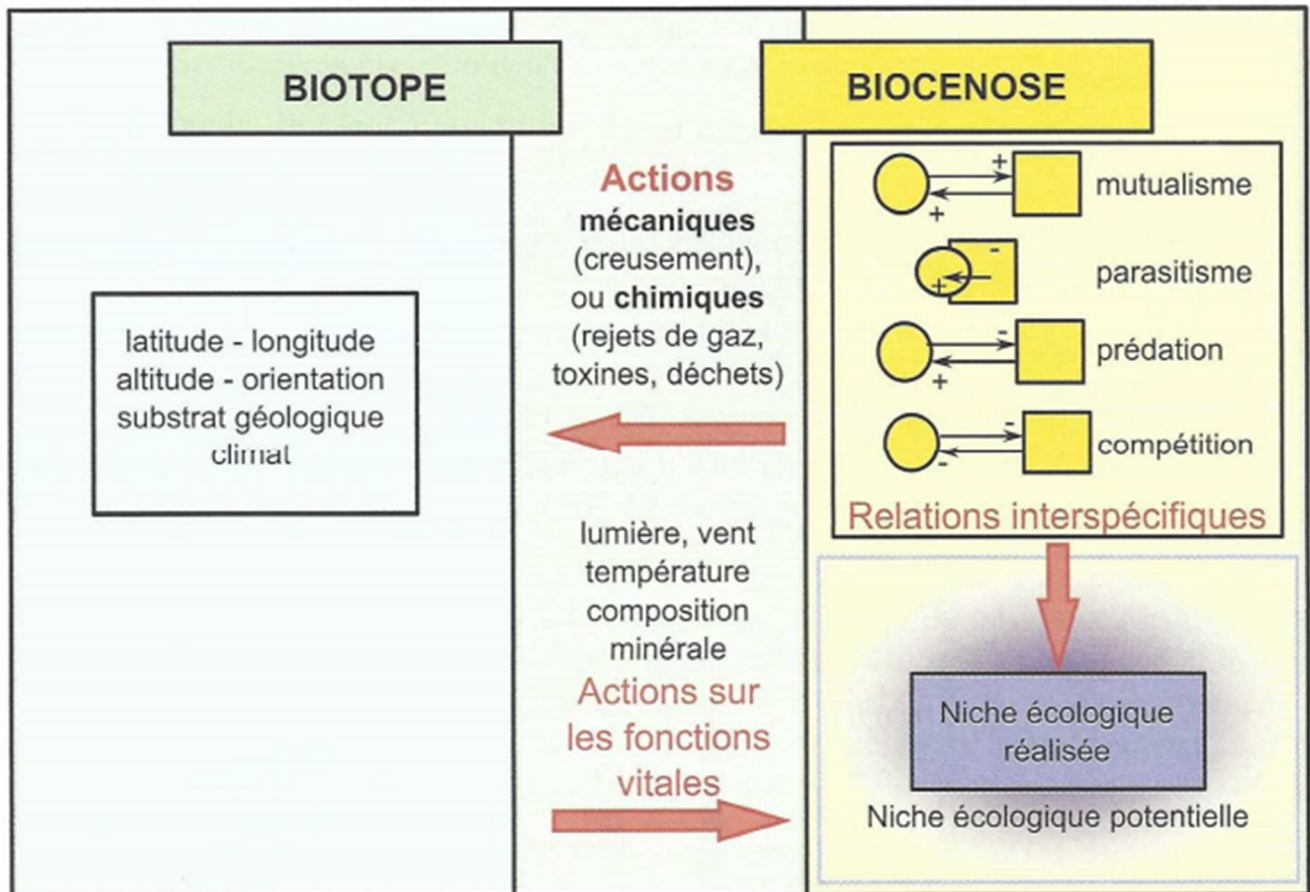 BIOTOPE
latitude - longitude
altitude - orientation
substrat géologique
climat
Actions
mécaniques
(creusement),
ou chimiques
(rejets de gaz,
toxines, déchets)
lumière, vent
température
composition
minérale
Actions sur
les fonctions
vitales
BIOCENOSE
+
+
mutualisme
-
+
parasitisme
-
+
prédation
-
-
compétition
Relations interspécifiques
Niche écologique
réalisée
Niche écologique potentielle